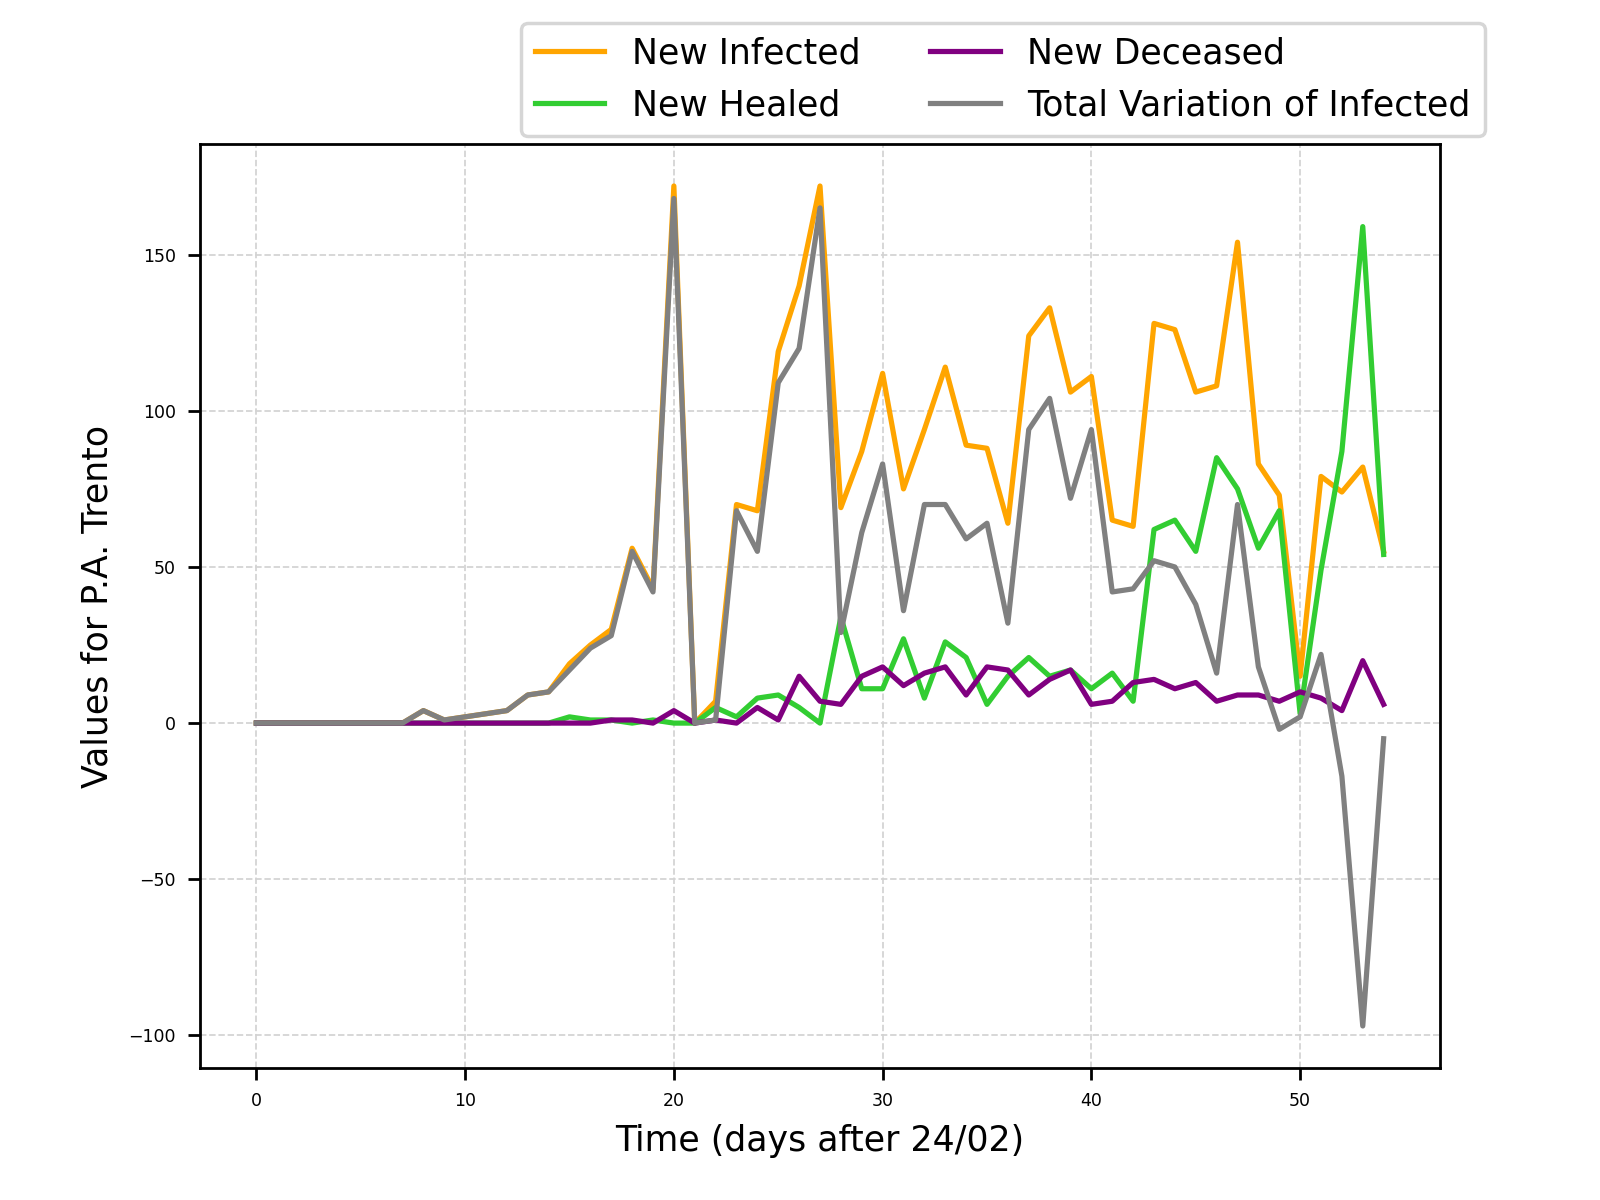 New Infected
New Healed
New Deceased
Total Variation of Infected
Values for P.A. Trento
150
100
50
0
−50
−100
0 10 20 30 40 50
Time (days after 24/02)